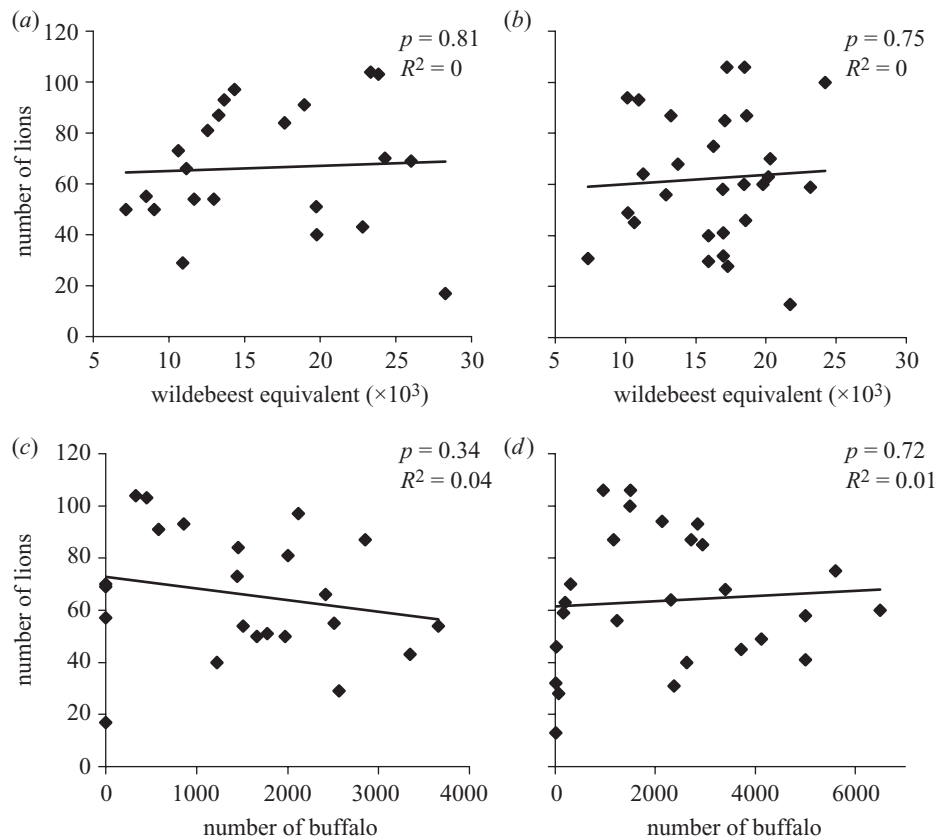 (a)
p = 0.81
R² = 0
120
100
80
60
40
20
0
number of lions
5 10 15 20 25 30
wildebeest equivalent (×10³)
(b)
p = 0.75
R² = 0
5 10 15 20 25 30
wildebeest equivalent (×10³)
(c)
p = 0.34
R² = 0.04
120
100
80
60
40
20
0
number of lions
0 1000 2000 3000 4000
number of buffalo
(d)
p = 0.72
R² = 0.01
0 2000 4000 6000
number of buffalo